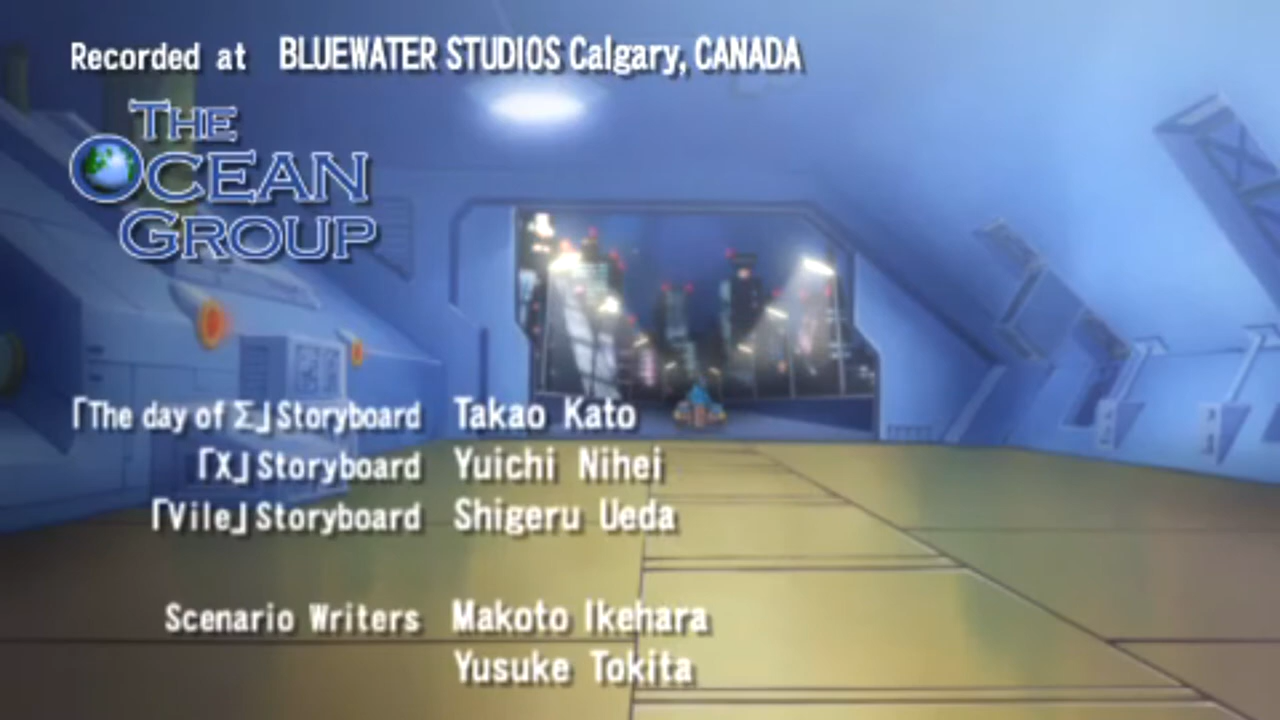 Recorded at BLUEWATER STUDIOS Calgary, CANADA
THE
OCEAN
GROUP
「The day of Σ」Storyboard Takao Kato
「X」Storyboard Yuichi Nihei
「Vile」Storyboard Shigeru Ueda
Scenario Writers Makoto Ikehara
Yusuke Tokita